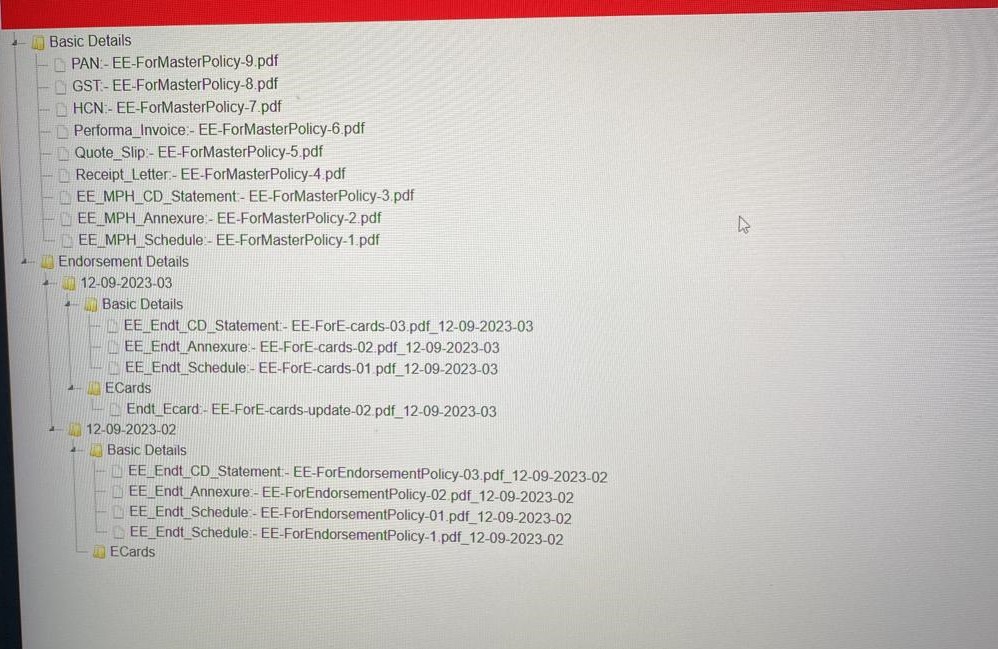 Basic Details
PAN:- EE-ForMasterPolicy-9.pdf
GST:- EE-ForMasterPolicy-8.pdf
HCN:- EE-ForMasterPolicy-7.pdf
Performa_Invoice:- EE-ForMasterPolicy-6.pdf
Quote_Slip:- EE-ForMasterPolicy-5.pdf
Receipt_Letter:- EE-ForMasterPolicy-4.pdf
EE_MPH_CD_Statement:- EE-ForMasterPolicy-3.pdf
EE_MPH_Annexure:- EE-ForMasterPolicy-2.pdf
EE_MPH_Schedule:- EE-ForMasterPolicy-1.pdf
Endorsement Details
12-09-2023-03
Basic Details
EE_Endt_CD_Statement:- EE-ForE-cards-03.pdf_12-09-2023-03
EE_Endt_Annexure:- EE-ForE-cards-02.pdf_12-09-2023-03
EE_Endt_Schedule:- EE-ForE-cards-01.pdf_12-09-2023-03
ECards
Endt_Ecard:- EE-ForE-cards-update-02.pdf_12-09-2023-03
12-09-2023-02
Basic Details
EE_Endt_CD_Statement:- EE-ForEndorsementPolicy-03.pdf_12-09-2023-02
EE_Endt_Annexure:- EE-ForEndorsementPolicy-02.pdf_12-09-2023-02
EE_Endt_Schedule:- EE-ForEndorsementPolicy-01.pdf_12-09-2023-02
EE_Endt_Schedule:- EE-ForEndorsementPolicy-1.pdf_12-09-2023-02
ECards